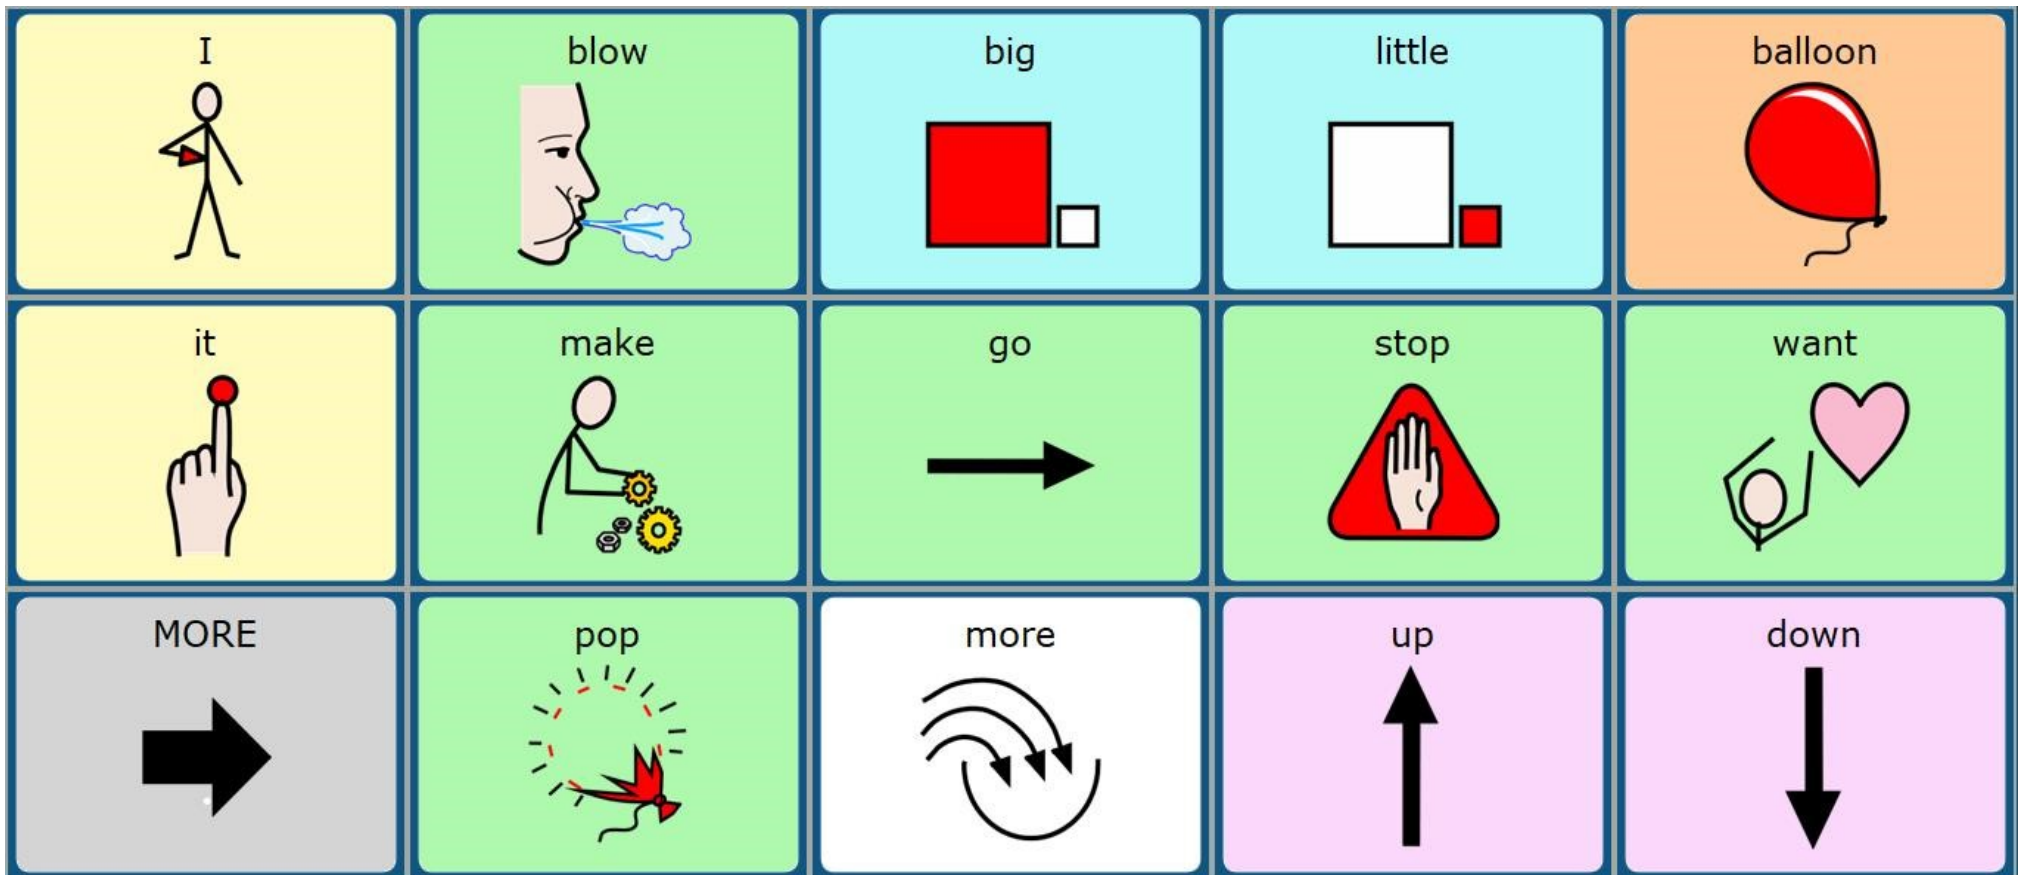 I
blow
big
little
balloon
it
make
go
stop
want
MORE
pop
more
up
down